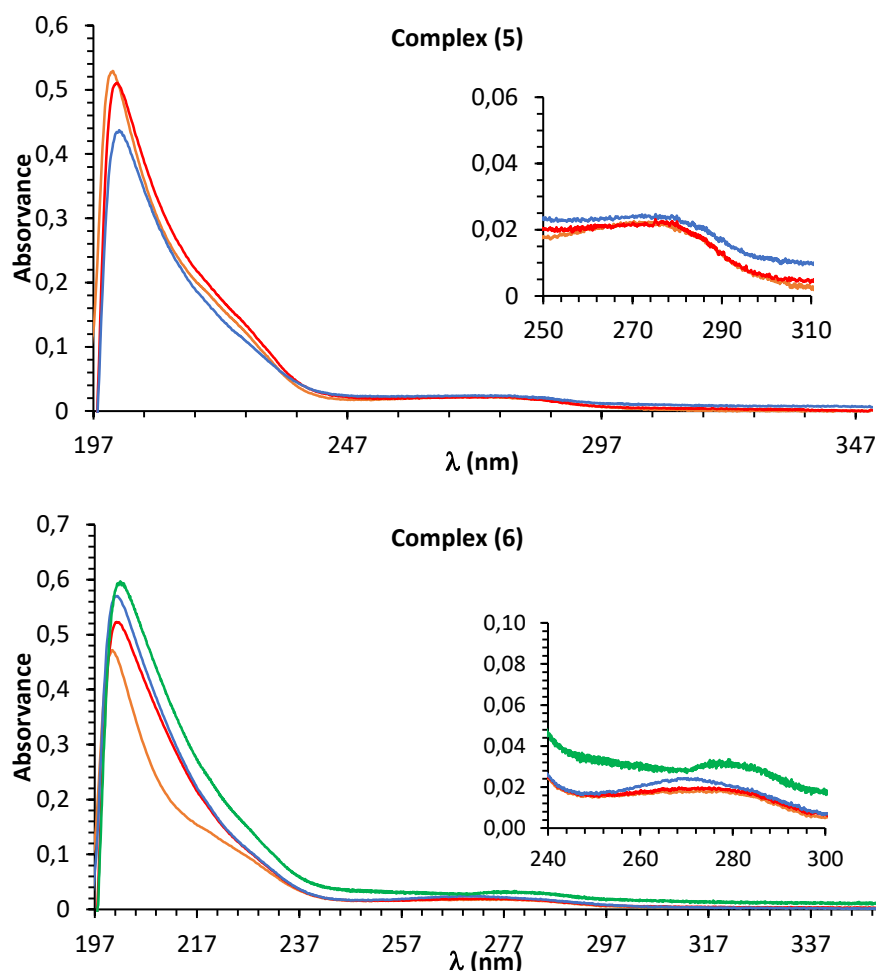 Complex (5)
Absorvance
0,6
0,5
0,4
0,3
0,2
0,1
0
197 247 297 347
λ (nm)
0,06
0,04
0,02
0
250 270 290 310
Complex (6)
Absorvance
0,7
0,6
0,5
0,4
0,3
0,2
0,1
0
197 217 237 257 277 297 317 337
λ (nm)
0,10
0,08
0,06
0,04
0,02
0,00
240 260 280 300